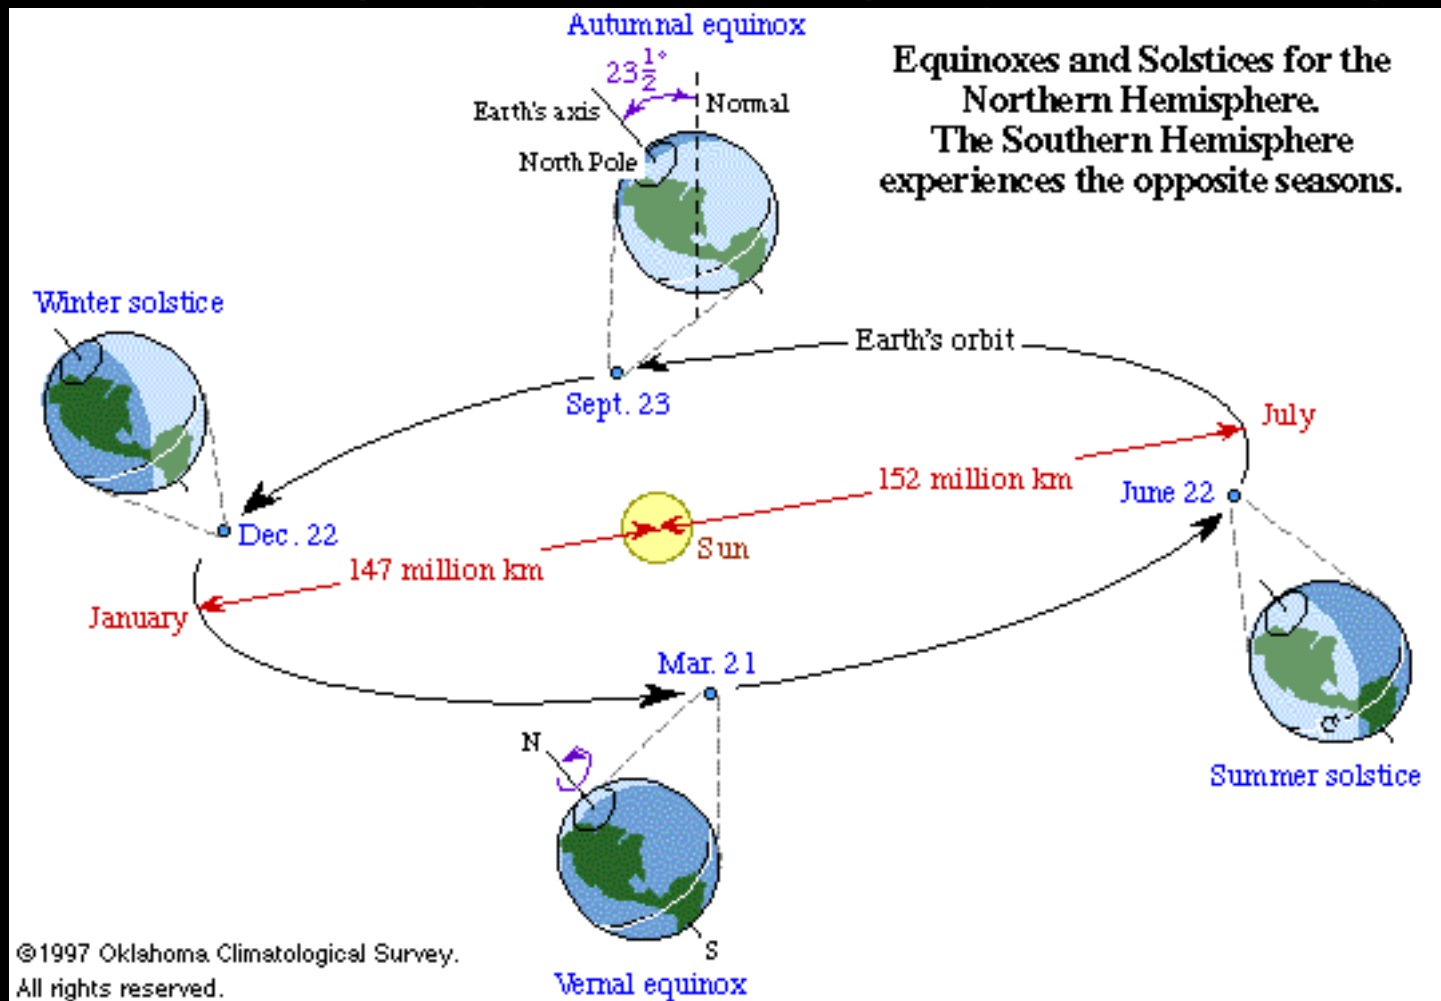 Autumnal equinox
23 1/2°
Earth's axis
Normal
North Pole
Equinoxes and Solstices for the
Northern Hemisphere.
The Southern Hemisphere
experiences the opposite seasons.
Winter solstice
Earth's orbit
Sept. 23
July
152 million km
June 22
Dec. 22
Sun
147 million km
January
Mar. 21
N
Summer solstice
S
Vernal equinox
©1997 Oklahoma Climatological Survey.
All rights reserved.